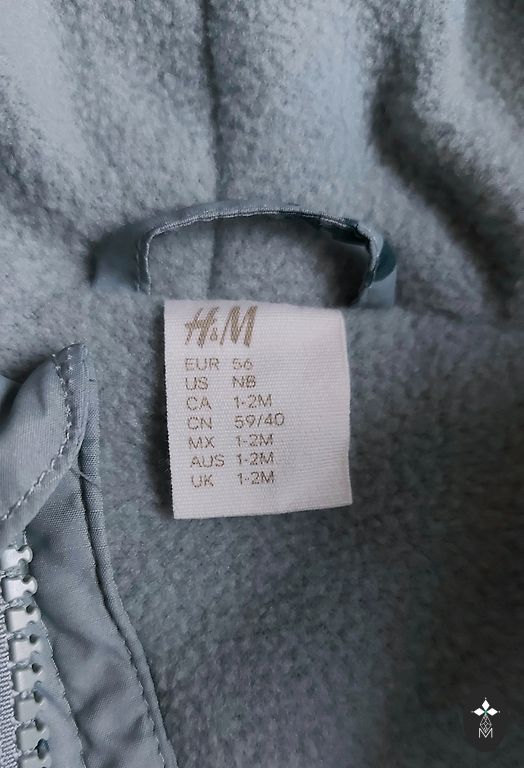 H&M
EUR 56
US NB
CA 1-2M
CN 59/40
MX 1-2M
AUS 1-2M
UK 1-2M